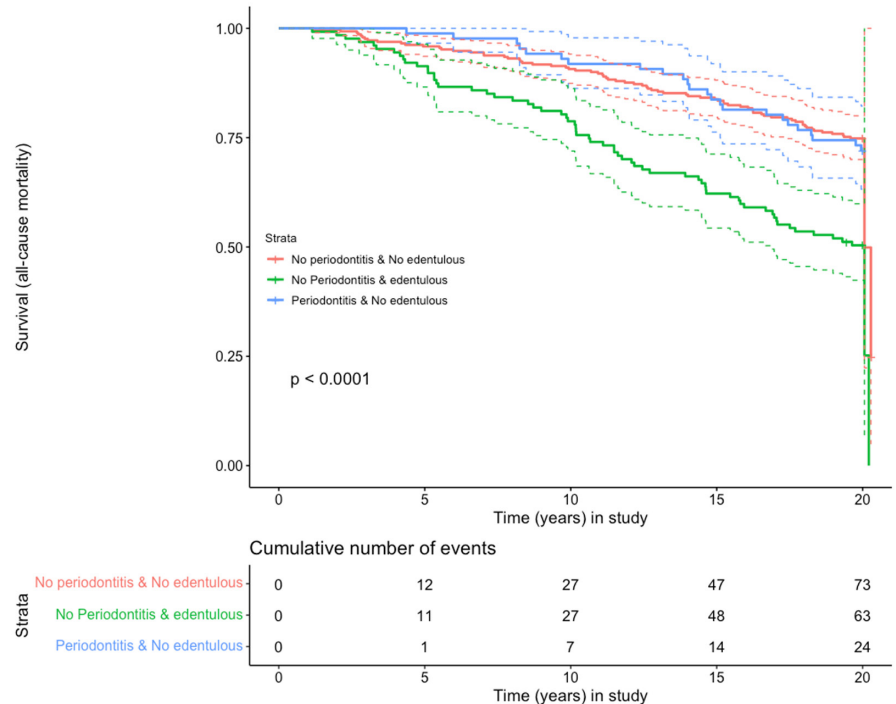 1.00
0.75
0.50
0.25
0.00
Survival (all-cause mortality)
Strata
No periodontitis & No edentulous
No Periodontitis & edentulous
Periodontitis & No edentulous
p < 0.0001
0 5 10 15 20
Time (years) in study
Cumulative number of events
Strata
No periodontitis & No edentulous 0 12 27 47 73
No Periodontitis & edentulous 0 11 27 48 63
Periodontitis & No edentulous 0 1 7 14 24
0 5 10 15 20
Time (years) in study